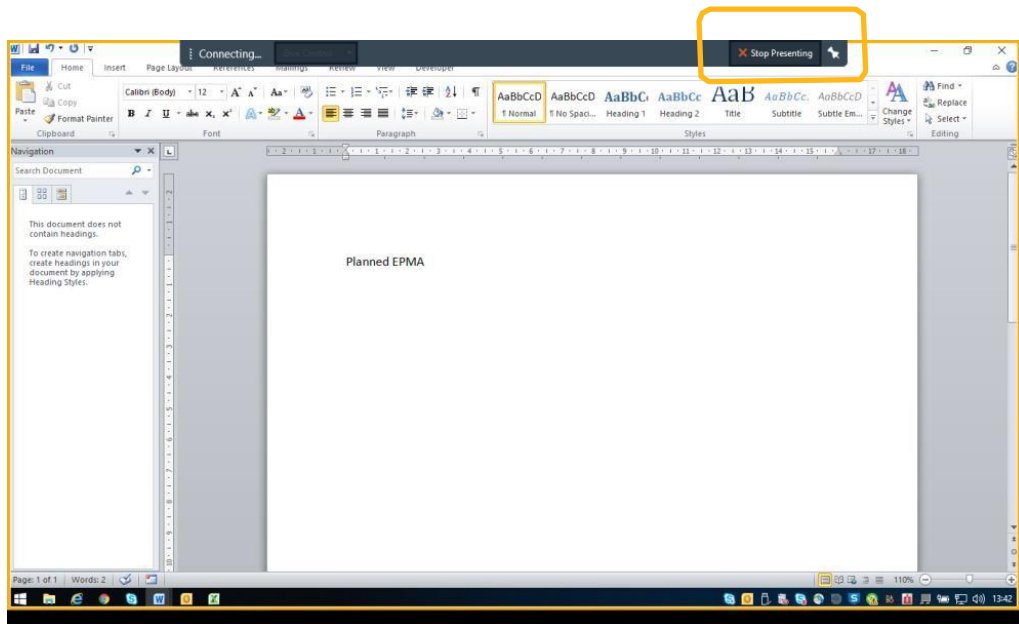 Connecting...
Stop Presenting
File Home Insert Page Layout References Mailings Review View Developer
Cut
Copy
Paste
Format Painter
Calibri (Body) 12
Aa
B I U abc x, x²
AaBbCcD AaBbCcD AaBbC AaBbCc AaB AaBbCc. AaBbCcD
¶ Normal ¶ No Spaci... Heading 1 Heading 2 Title Subtitle Subtle Em...
Change Styles
Find
Replace
Select
Clipboard Font Paragraph Styles Editing
Navigation
Search Document
This document does not
contain headings.
To create navigation tabs,
create headings in your
document by applying
Heading Styles.
Planned EPMA
Page: 1 of 1 Words: 2
110%
13:42